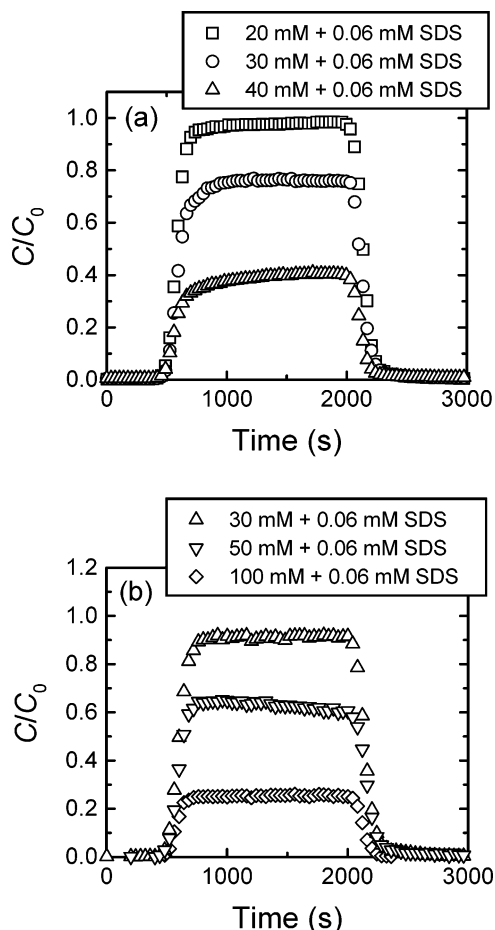 20 mM + 0.06 mM SDS
30 mM + 0.06 mM SDS
40 mM + 0.06 mM SDS
(a)
1.0
0.8
0.6
0.4
0.2
0.0
C/C0
0 1000 2000 3000
Time (s)
30 mM + 0.06 mM SDS
50 mM + 0.06 mM SDS
100 mM + 0.06 mM SDS
(b)
1.2
1.0
0.8
0.6
0.4
0.2
0.0
C/C0
0 1000 2000 3000
Time (s)